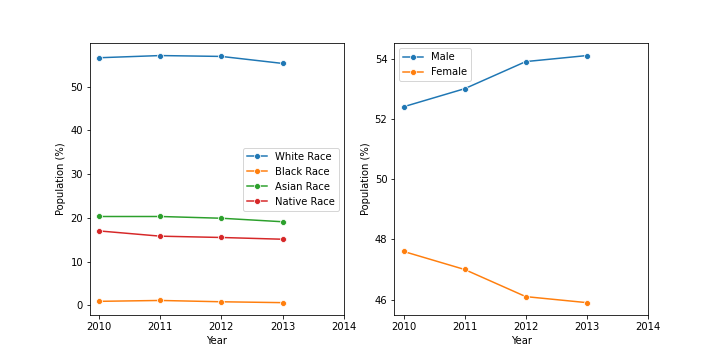 50
40
30
20
10
0
Population (%)
White Race
Black Race
Asian Race
Native Race
2010 2011 2012 2013 2014
Year
54
52
50
48
46
Population (%)
Male
Female
2010 2011 2012 2013 2014
Year